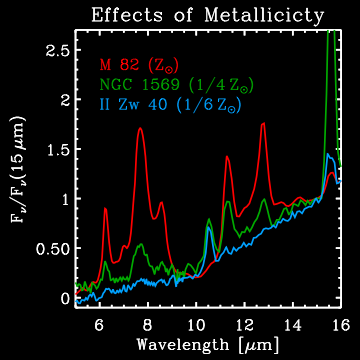 Effects of Metallicicty
M 82 (Z⊙)
NGC 1569 (1/4 Z⊙)
II Zw 40 (1/6 Z⊙)
2.5
2
1.5
1
0.50
0
Fν/Fν(15 μm)
6 8 10 12 14 16
Wavelength [μm]